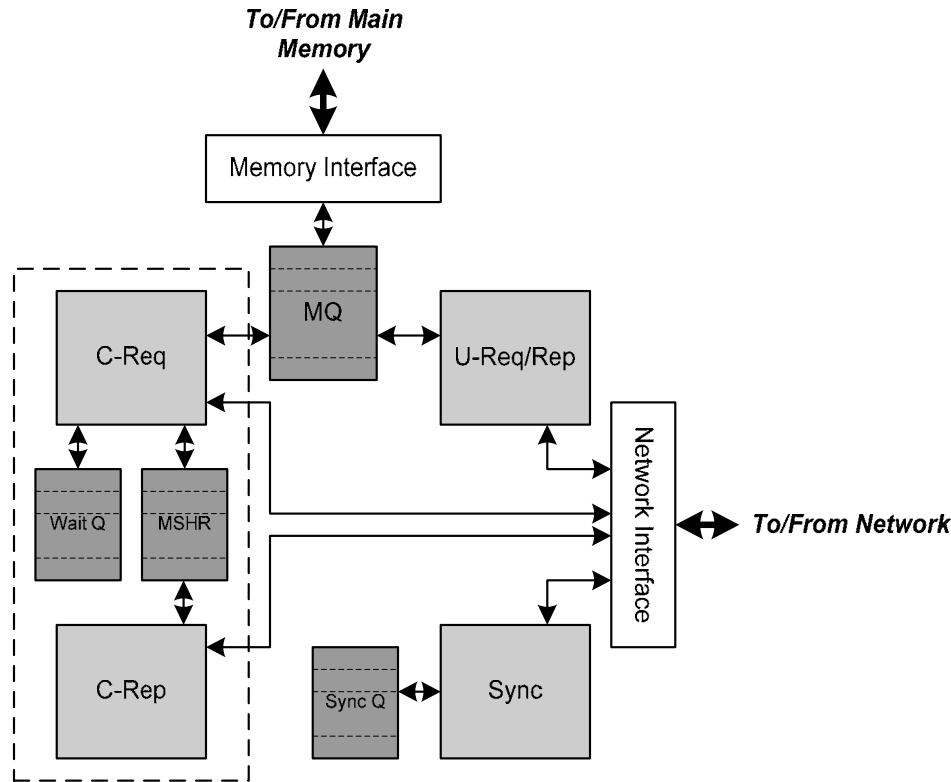 To/From Main
Memory
Memory Interface
MQ
C-Req
U-Req/Rep
Wait Q
MSHR
Network Interface
To/From Network
C-Rep
Sync Q
Sync